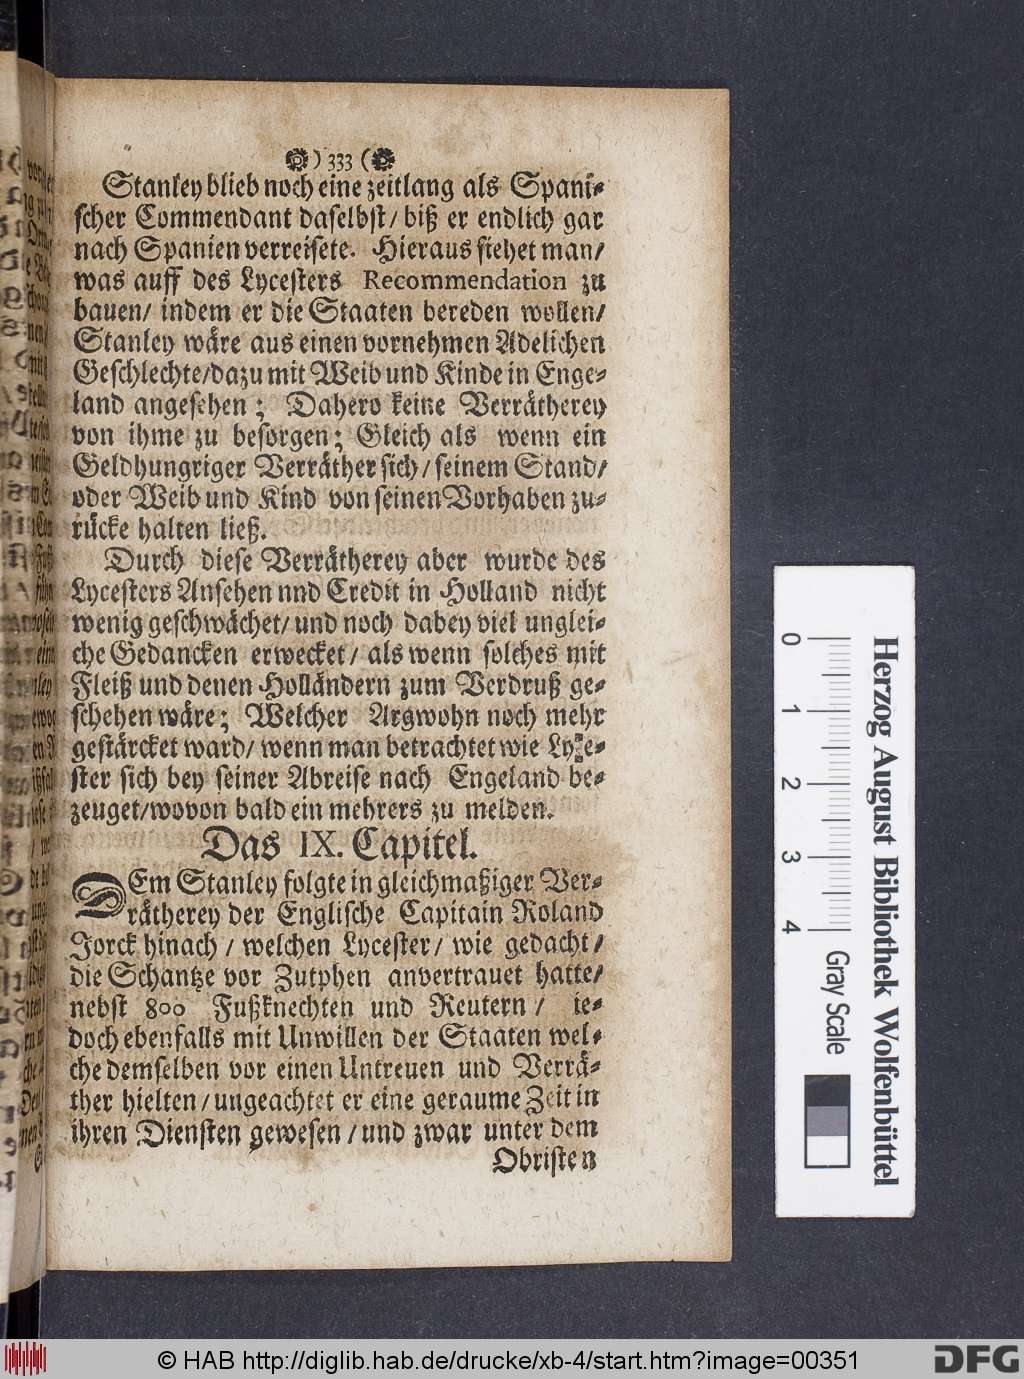 ) 333 (
Stanley blieb noch eine zeitlang als Spani-
scher Commendant daselbst/ biß er endlich gar
nach Spanien verreisete. Hieraus siehet man/
was auff des Lycesters Recommendation zu
bauen/ indem er die Staaten bereden wollen/
Stanley wäre aus einen vornehmen Adelichen
Geschlechte/dazu mit Weib und Kinde in Enge-
land angesehen; Dahero keine Verrätherey
von ihme zu besorgen; Gleich als wenn ein
Geldhungriger Verräther sich/ seinem Stand/
oder Weib und Kind von seinen Vorhaben zu-
rücke halten ließ.
Durch diese Verrätherey aber wurde des
Lycesters Ansehen nnd Credit in Holland nicht
wenig geschwächet/ und noch dabey viel unglei-
che Gedancken erwecket/ als wenn solches mit
Fleiß und denen Holländern zum Verdruß ge-
schehen wäre; Welcher Argwohn noch mehr
gestärcket ward/ wenn man betrachtet wie Lyce-
ster sich bey seiner Abreise nach Engeland be-
zeuget/wovon bald ein mehrers zu melden.
Das IX. Capitel.
DEm Stanley folgte in gleichmaßiger Ver-
rätherey der Englische Capitain Roland
Jorck hinach / welchen Lycester/ wie gedacht/
die Schantze vor Zutphen anvertrauet hatte/
nebst 800 Fußknechten und Reutern / ie-
doch ebenfalls mit Unwillen der Staaten wel-
che demselben vor einen Untreuen und Verrä-
ther hielten/ungeachtet er eine geraume Zeit in
ihren Diensten gewesen/und zwar unter dem
Obristen
0 1 2 3 4
Gray Scale
Herzog August Bibliothek Wolfenbüttel
© HAB http://diglib.hab.de/drucke/xb-4/start.htm?image=00351
DFG